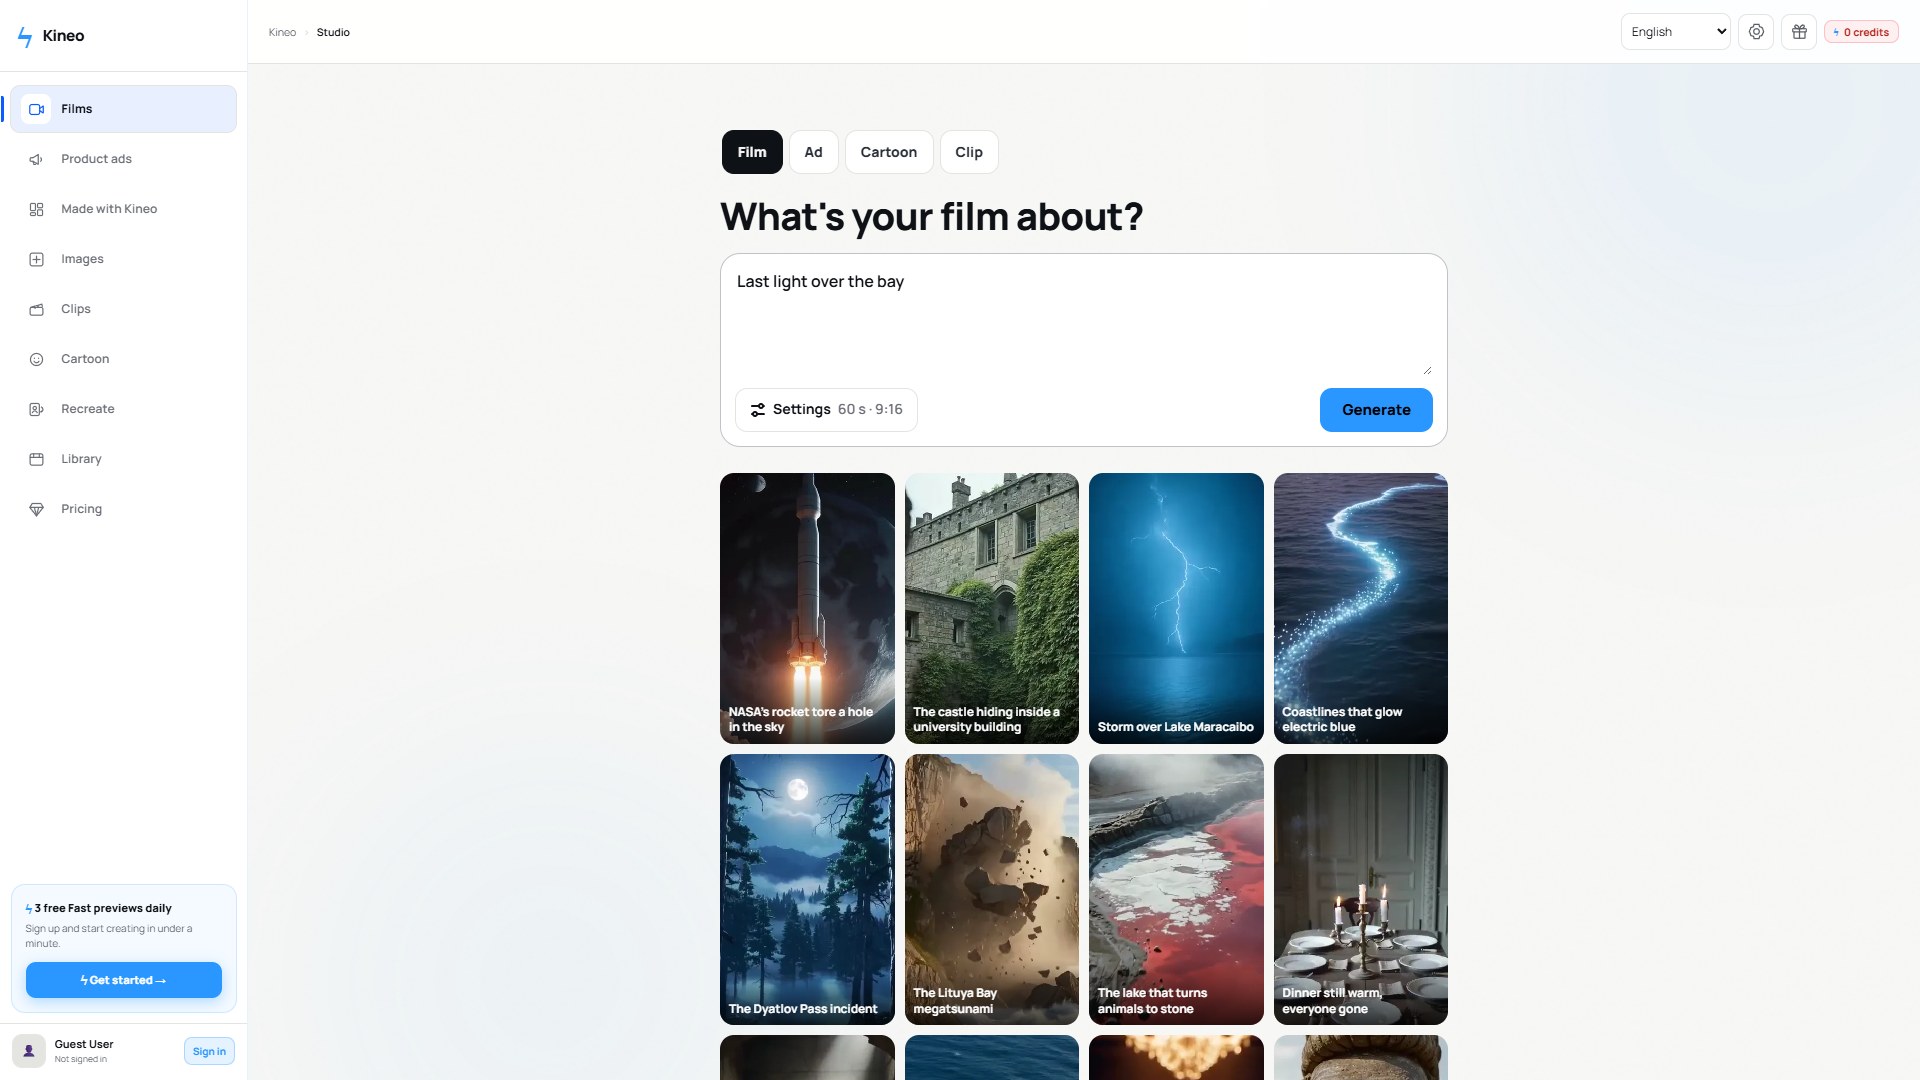 Kineo
Kineo
Studio
English
0 credits
Films
Product ads
Made with Kineo
Images
Clips
Cartoon
Recreate
Library
Pricing
Film
Ad
Cartoon
Clip
What's your film about?
Last light over the bay
Settings 60 s · 9:16
Generate
NASA's rocket tore a hole
in the sky
The castle hiding inside a
university building
Storm over Lake Maracaibo
Coastlines that glow
electric blue
The Dyatlov Pass incident
The Lituya Bay
megatsunami
The lake that turns
animals to stone
Dinner still warm,
everyone gone
3 free Fast previews daily
Sign up and start creating in under a
minute.
Get started →
Guest User
Not signed in
Sign in